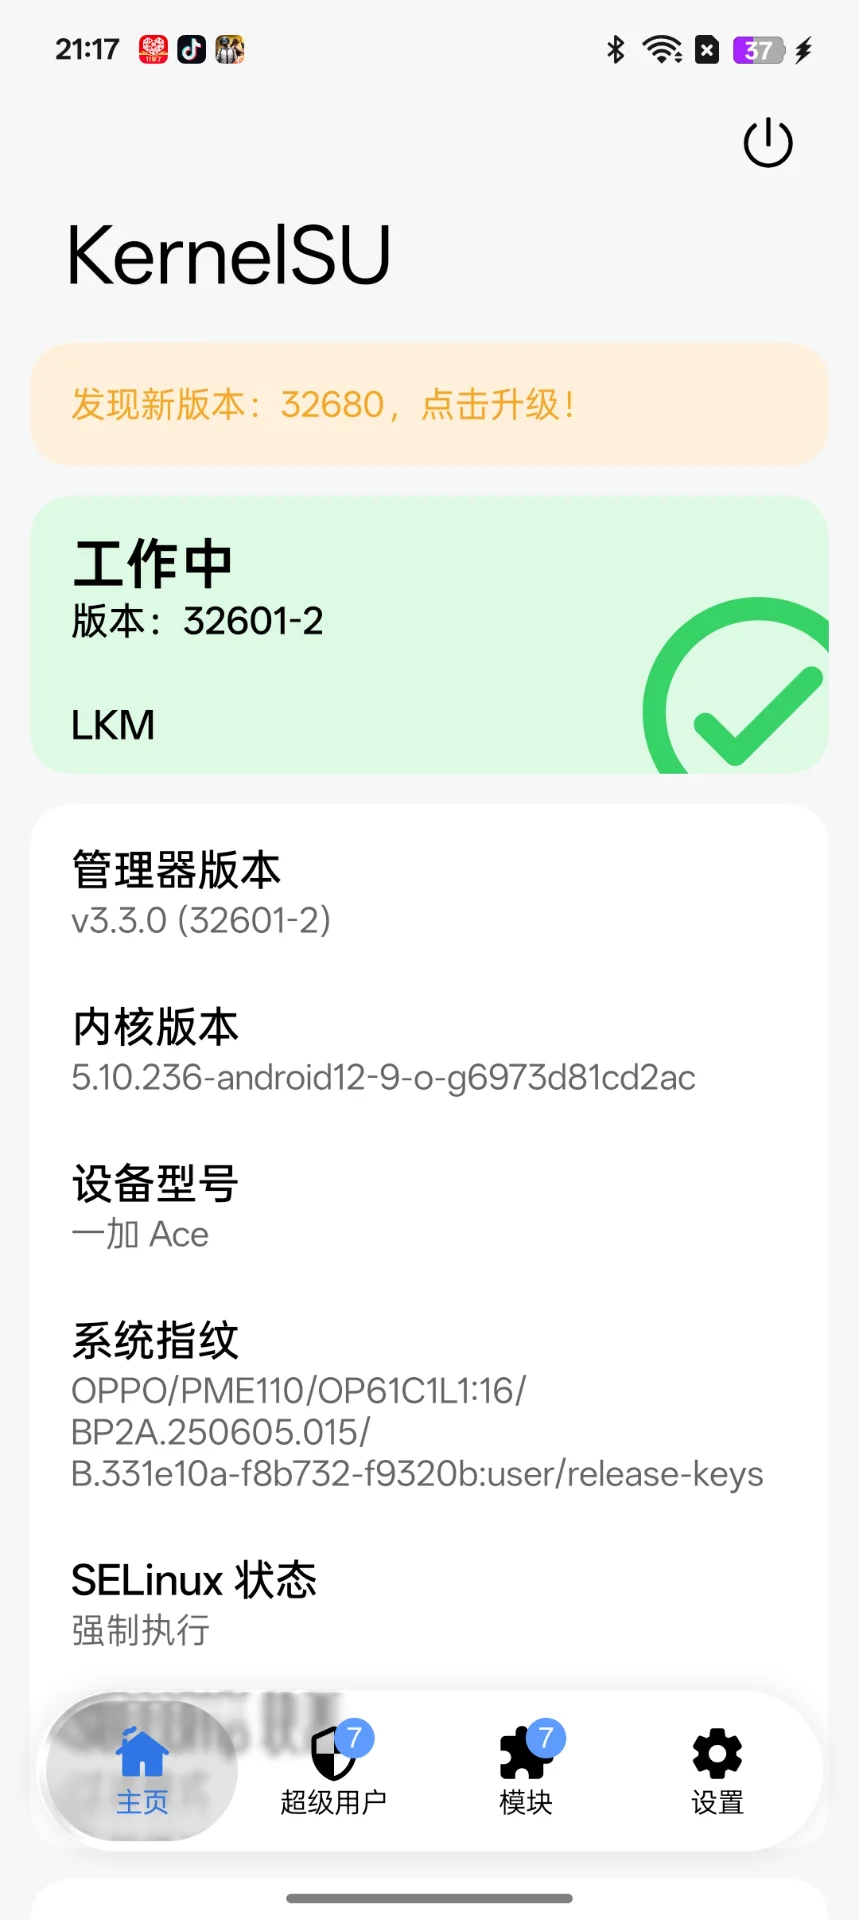 21:17
37
KernelSU
发现新版本：32680，点击升级！
工作中
版本：32601-2
LKM
管理器版本
v3.3.0 (32601-2)
内核版本
5.10.236-android12-9-o-g6973d81cd2ac
设备型号
一加 Ace
系统指纹
OPPO/PME110/OP61C1L1:16/
BP2A.250605.015/
B.331e10a-f8b732-f9320b:user/release-keys
SELinux 状态
强制执行
7
7
主页
超级用户
模块
设置